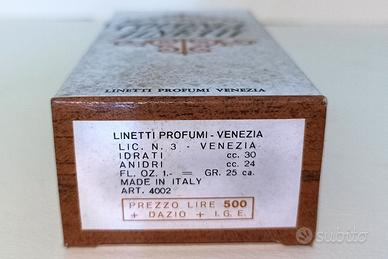 LINETTI PROFUMI VENEZIA
LINETTI PROFUMI - VENEZIA
LIC. N. 3 - VENEZIA
IDRATI cc. 30
ANIDRI cc. 24
FL. OZ. 1.- = GR. 25 ca.
MADE IN ITALY
ART. 4002
PREZZO LIRE 500
+ DAZIO + I.G.E.
subito